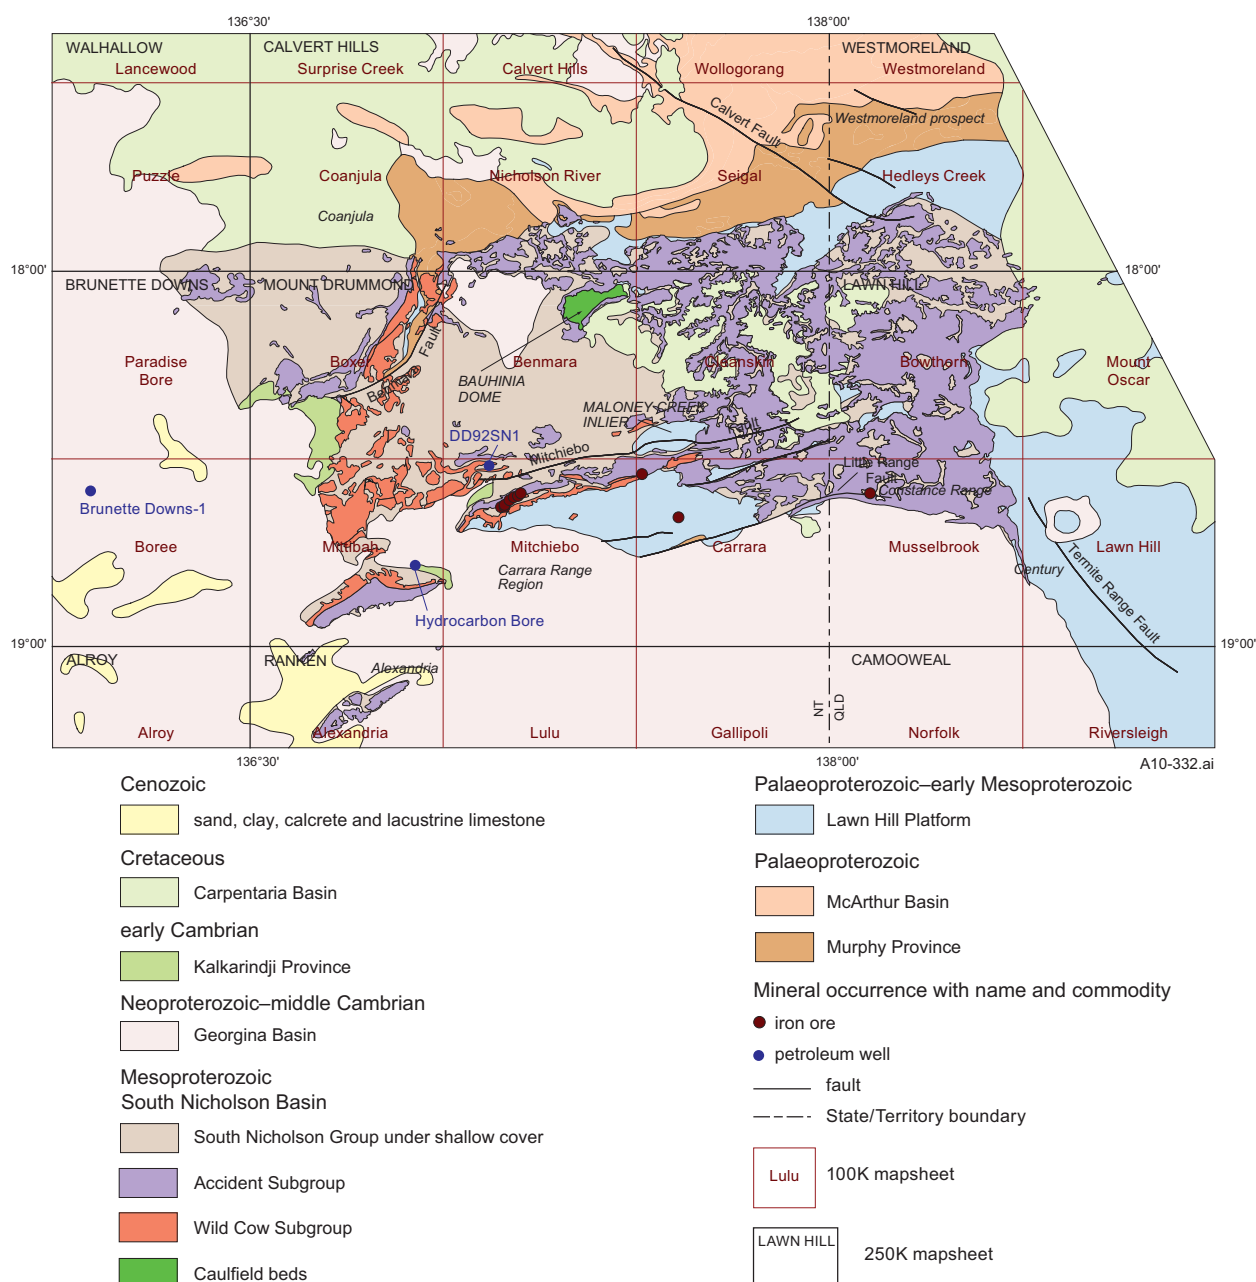 136°30'
138°00'
WALHALLOW
CALVERT HILLS
WESTMORELAND
Lancewood
Surprise Creek
Calvert Hills
Wollogorang
Westmoreland
Calvert Fault
Westmoreland prospect
Puzzle
Coanjula
Nicholson River
Seigal
Hedleys Creek
Coanjula
18°00'
18°00'
BRUNETTE DOWNS
MOUNT DRUMMOND
LAWN HILL
Paradise
Bore
Boxer
Benmara
Fault
Benmara
Cleanskin
Bowthorn
Mount
Oscar
BAUHINIA
DOME
MALONEY CREEK
INLIER
DD92SN1
Mitchiebo
Fault
Little Range
Fault
Constance Range
Brunette Downs-1
Boree
Mittibah
Mitchiebo
Carrara
Musselbrook
Lawn Hill
Carrara Range
Region
Century
Termite Range Fault
Hydrocarbon Bore
19°00'
19°00'
ALROY
RANKEN
Alexandria
CAMOOWEAL
NT
QLD
Alroy
Alexandria
Lulu
Gallipoli
Norfolk
Riversleigh
136°30'
138°00'
A10-332.ai
Cenozoic
sand, clay, calcrete and lacustrine limestone
Cretaceous
Carpentaria Basin
early Cambrian
Kalkarindji Province
Neoproterozoic–middle Cambrian
Georgina Basin
Mesoproterozoic
South Nicholson Basin
South Nicholson Group under shallow cover
Accident Subgroup
Wild Cow Subgroup
Caulfield beds
Palaeoproterozoic–early Mesoproterozoic
Lawn Hill Platform
Palaeoproterozoic
McArthur Basin
Murphy Province
Mineral occurrence with name and commodity
iron ore
petroleum well
fault
State/Territory boundary
Lulu
100K mapsheet
LAWN HILL
250K mapsheet